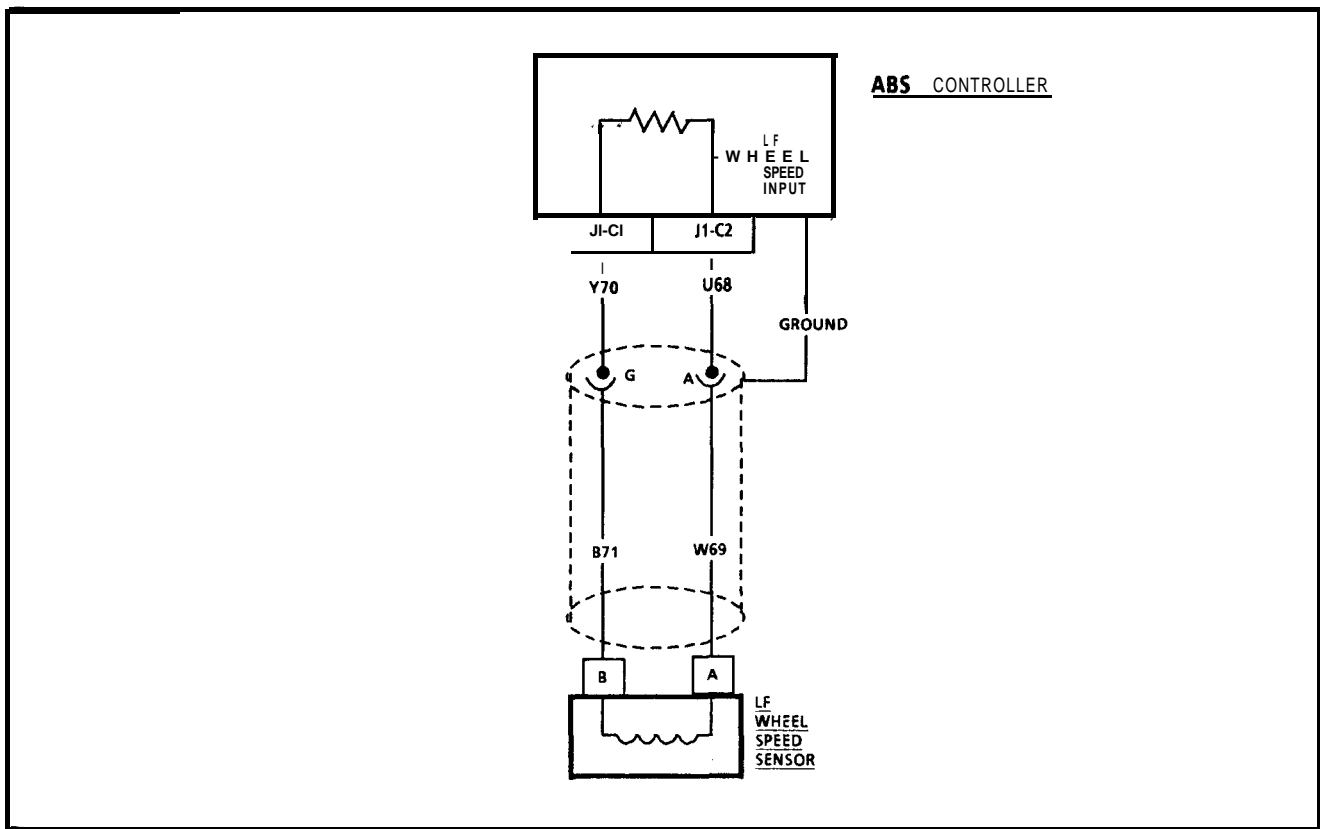 ABS CONTROLLER
LF
WHEEL
SPEED
INPUT
JI-CI J1-C2
Y70 U68
GROUND
G A
B71 W69
B A
LF
WHEEL
SPEED
SENSOR